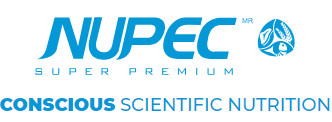 NUPEC MR
SUPER PREMIUM
CONSCIOUS SCIENTIFIC NUTRITION